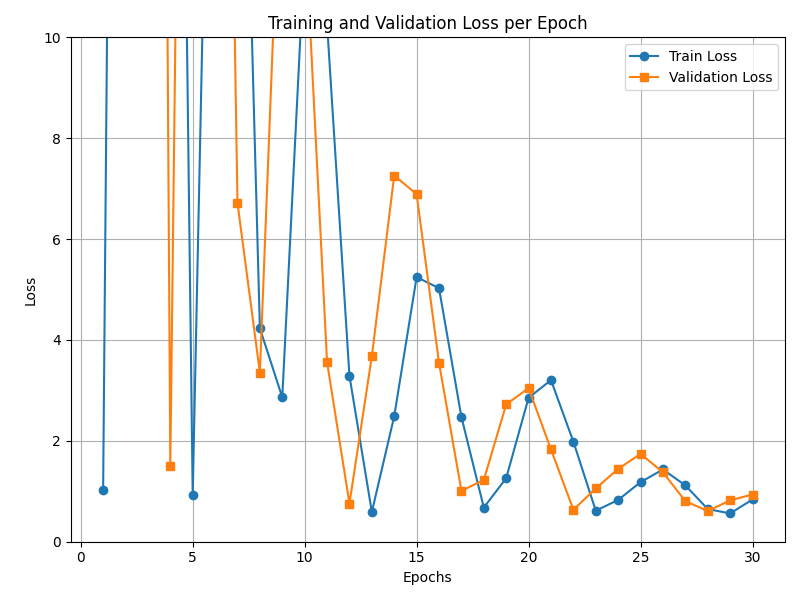 Training and Validation Loss per Epoch
Train Loss
Validation Loss
10
8
6
4
2
0
Loss
0 5 10 15 20 25 30
Epochs